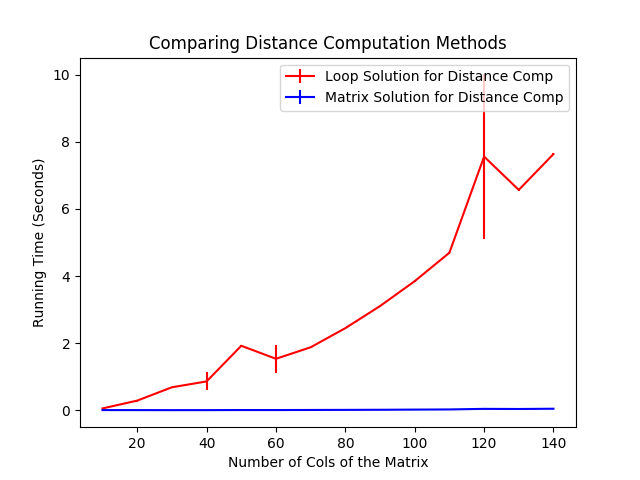 Comparing Distance Computation Methods
Loop Solution for Distance Comp
Matrix Solution for Distance Comp
Running Time (Seconds)
10
8
6
4
2
0
20 40 60 80 100 120 140
Number of Cols of the Matrix